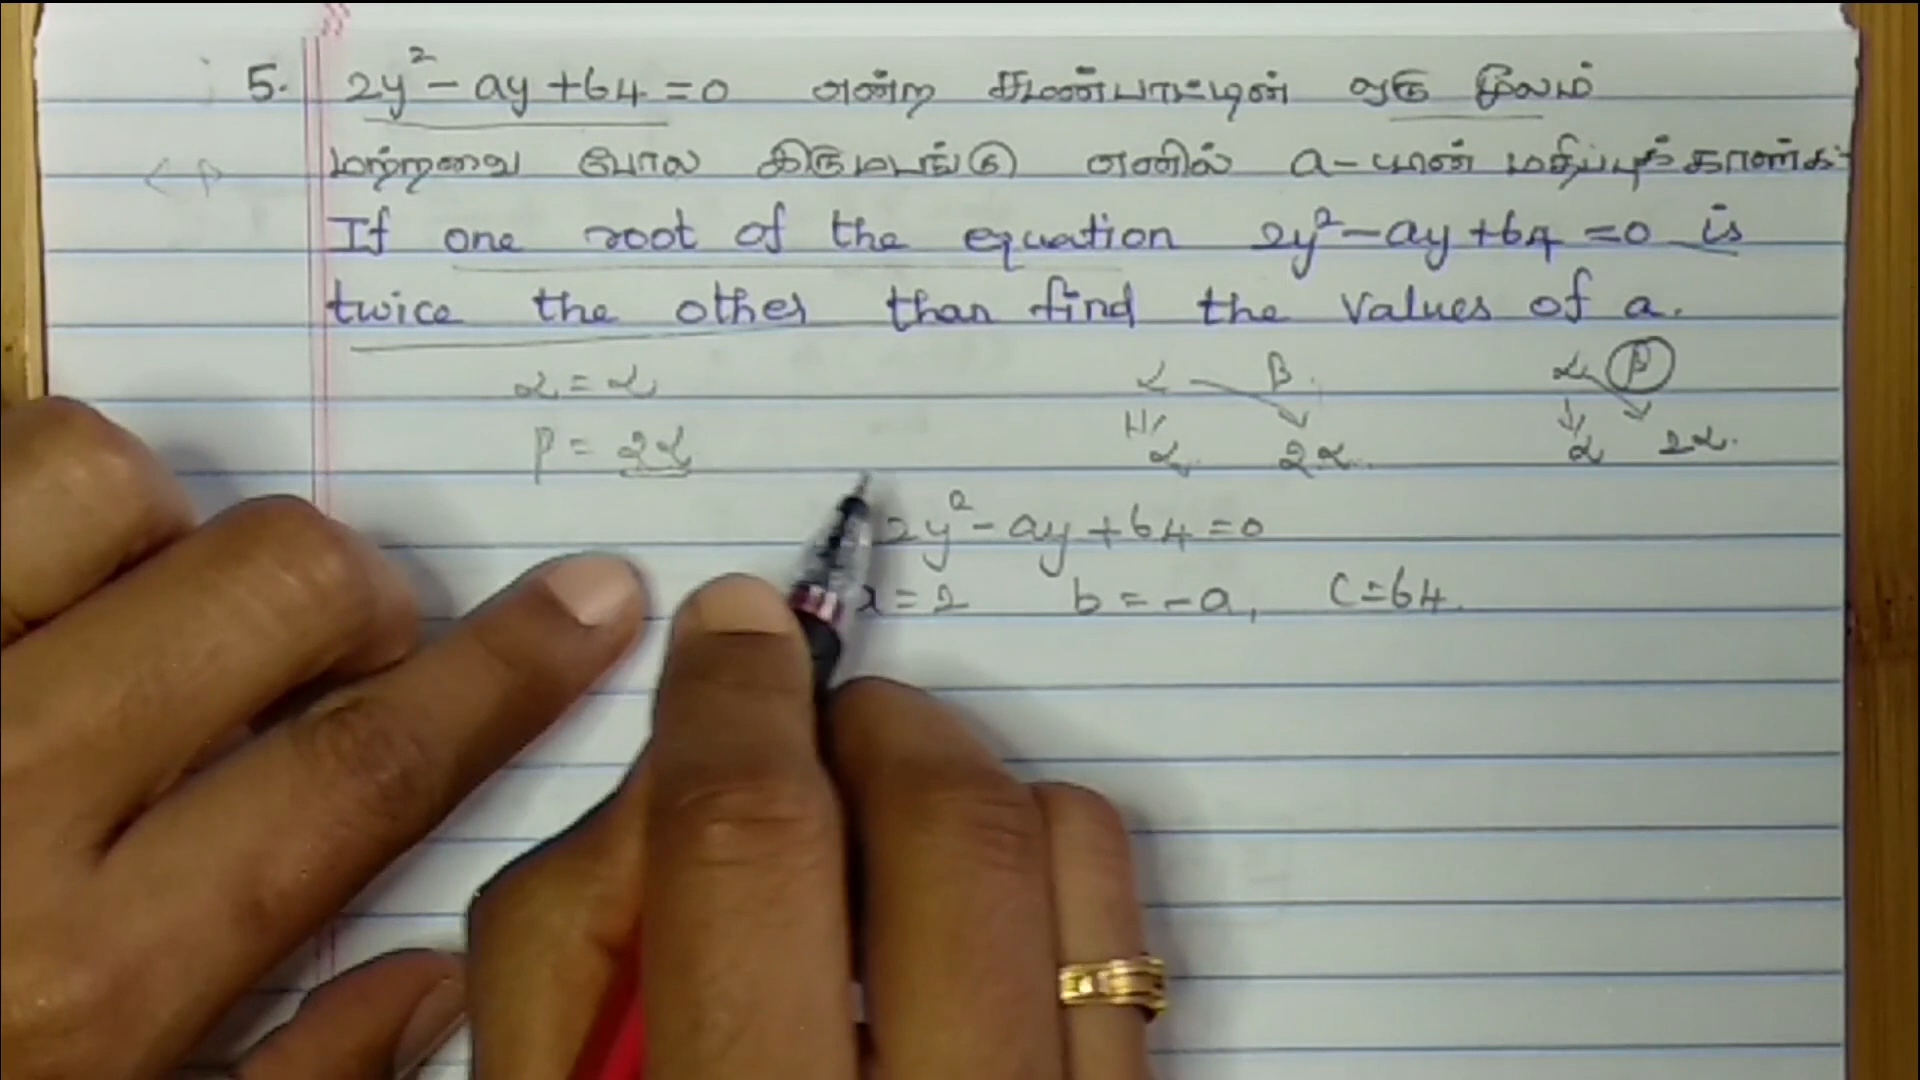 5. 2y² - ay + 64 = 0 என்ற சமன்பாட்டின் ஒரு மூலம்
மற்றவை போல இருமடங்கு எனில் a-யின் மதிப்புக் காண்க.
If one root of the equation 2y² - ay + 64 = 0 is
twice the other than find the values of a.
α = α
β = 2α
α β
α 2α
α β
α 2α
2y² - ay + 64 = 0
= 2 b = -a, c = 64.